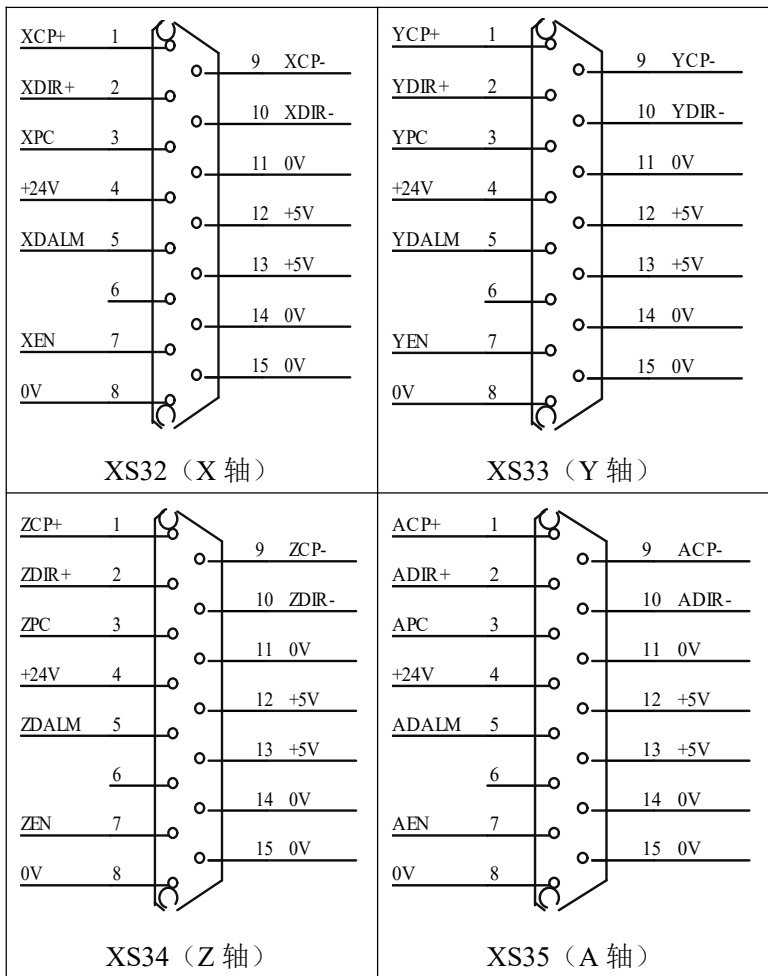 XCP+ 1
9 XCP-
XDIR+ 2
10 XDIR-
XPC 3
11 0V
+24V 4
12 +5V
XDALM 5
13 +5V
6
14 0V
XEN 7
15 0V
0V 8
XS32（X 轴）
YCP+ 1
9 YCP-
YDIR+ 2
10 YDIR-
YPC 3
11 0V
+24V 4
12 +5V
YDALM 5
13 +5V
6
14 0V
YEN 7
15 0V
0V 8
XS33（Y 轴）
ZCP+ 1
9 ZCP-
ZDIR+ 2
10 ZDIR-
ZPC 3
11 0V
+24V 4
12 +5V
ZDALM 5
13 +5V
6
14 0V
ZEN 7
15 0V
0V 8
XS34（Z 轴）
ACP+ 1
9 ACP-
ADIR+ 2
10 ADIR-
APC 3
11 0V
+24V 4
12 +5V
ADALM 5
13 +5V
6
14 0V
AEN 7
15 0V
0V 8
XS35（A 轴）